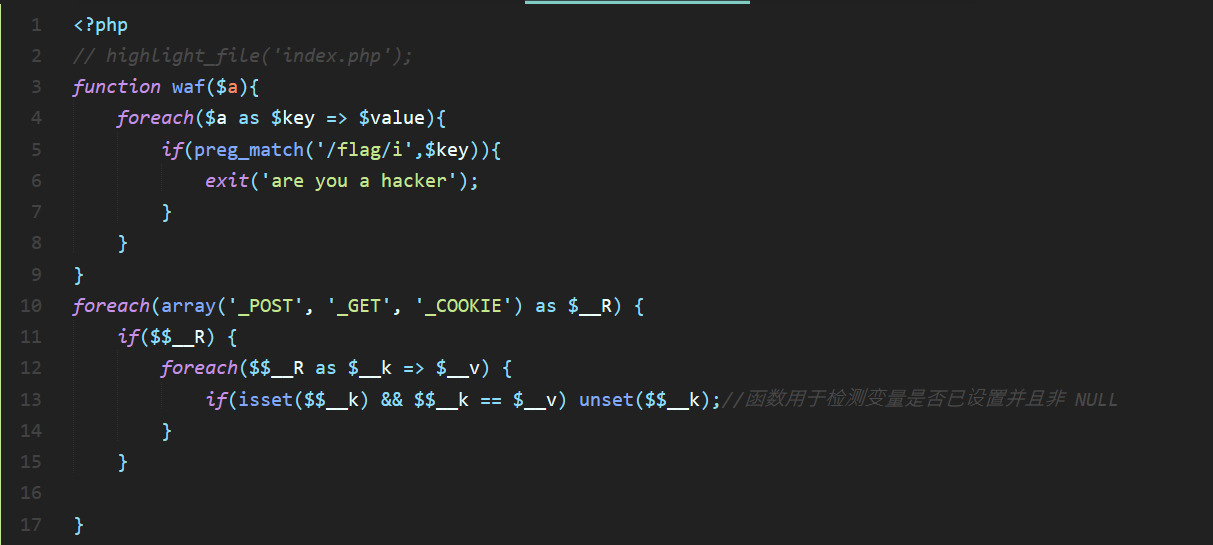 1 <?php
2 // highlight_file('index.php');
3 function waf($a){
4 foreach($a as $key => $value){
5 if(preg_match('/flag/i',$key)){
6 exit('are you a hacker');
7 }
8 }
9 }
10 foreach(array('_POST', '_GET', '_COOKIE') as $__R) {
11 if($$__R) {
12 foreach($$__R as $__k => $__v) {
13 if(isset($$__k) && $$__k == $__v) unset($$__k);//函数用于检测变量是否已设置并且非 NULL
14 }
15 }
16
17 }